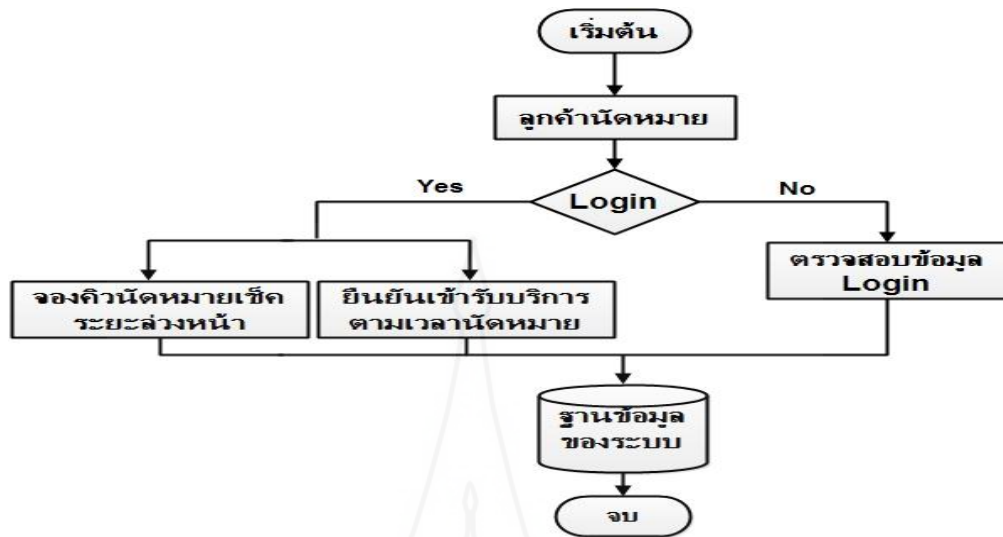 เริ่มต้น
ลูกค้านัดหมาย
Yes
Login
No
จองคิวนัดหมายเช็ค
ระยะล่วงหน้า
ยืนยันเข้ารับบริการ
ตามเวลานัดหมาย
ตรวจสอบข้อมูล
Login
ฐานข้อมูล
ของระบบ
จบ